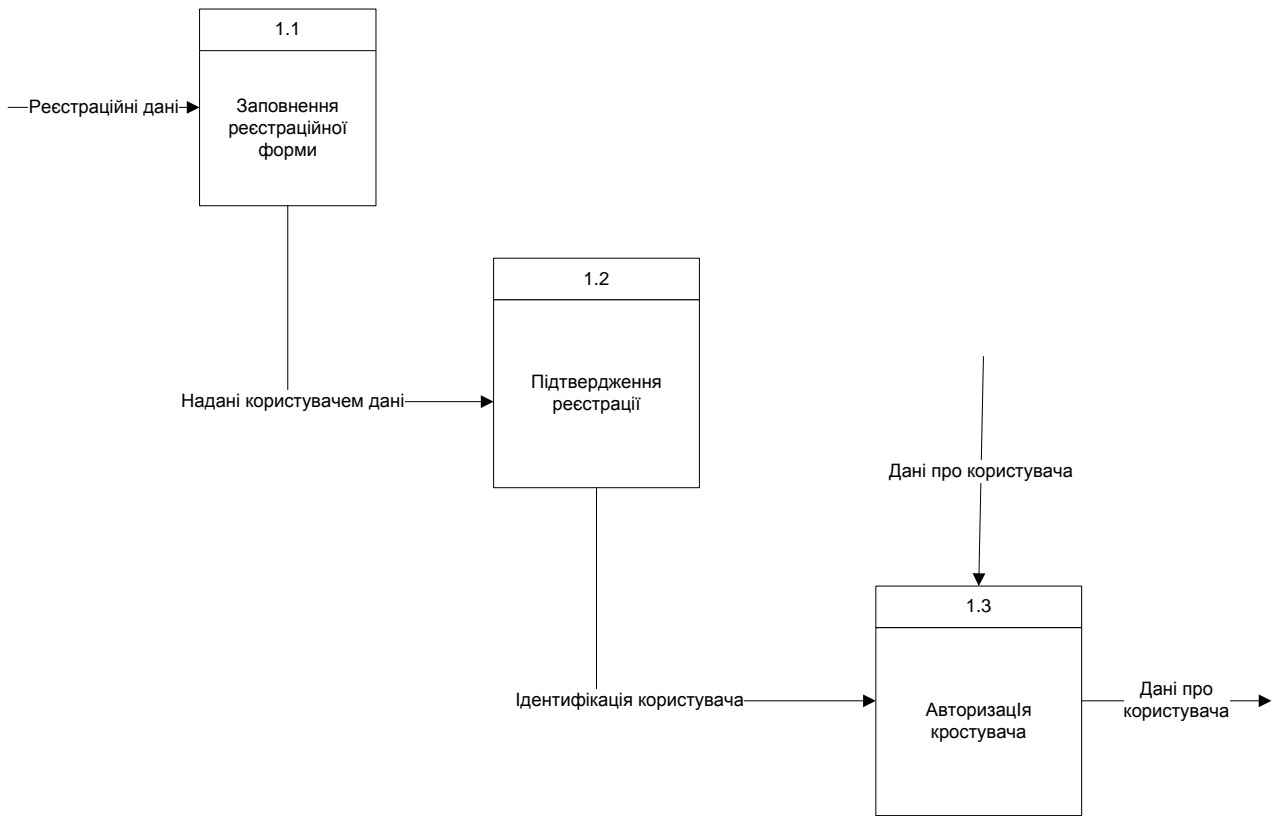 1.1
Реєстраційні дані
Заповнення
реєстраційної
форми
1.2
Підтвердження
реєстрації
Надані користувачем дані
Дані про користувача
1.3
Ідентифікація користувача
АвторизацІя
кростувача
Дані про
користувача